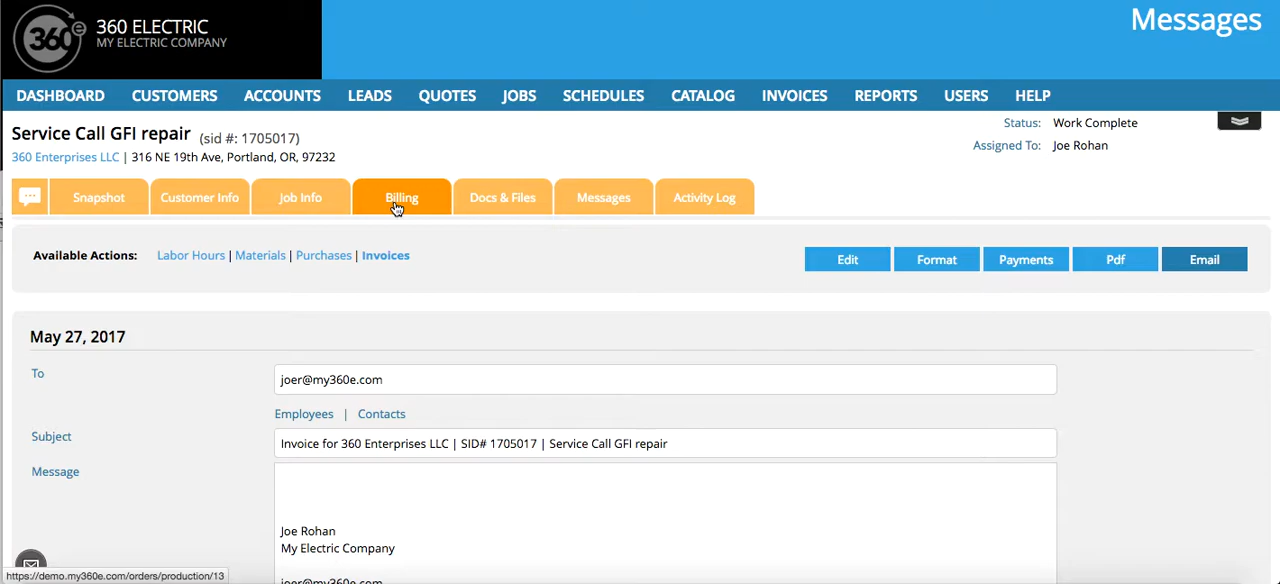 360 e
360 ELECTRIC
MY ELECTRIC COMPANY
Messages
DASHBOARD CUSTOMERS ACCOUNTS LEADS QUOTES JOBS SCHEDULES CATALOG INVOICES REPORTS USERS HELP
Service Call GFI repair (sid #: 1705017)
Status: Work Complete
360 Enterprises LLC | 316 NE 19th Ave, Portland, OR, 97232
Assigned To: Joe Rohan
Snapshot Customer Info Job Info Billing Docs & Files Messages Activity Log
Available Actions: Labor Hours | Materials | Purchases | Invoices
Edit Format Payments Pdf Email
May 27, 2017
To joer@my360e.com
Employees | Contacts
Subject Invoice for 360 Enterprises LLC | SID# 1705017 | Service Call GFI repair
Message
Joe Rohan
My Electric Company
joer@my360e.com
https://demo.my360e.com/orders/production/13